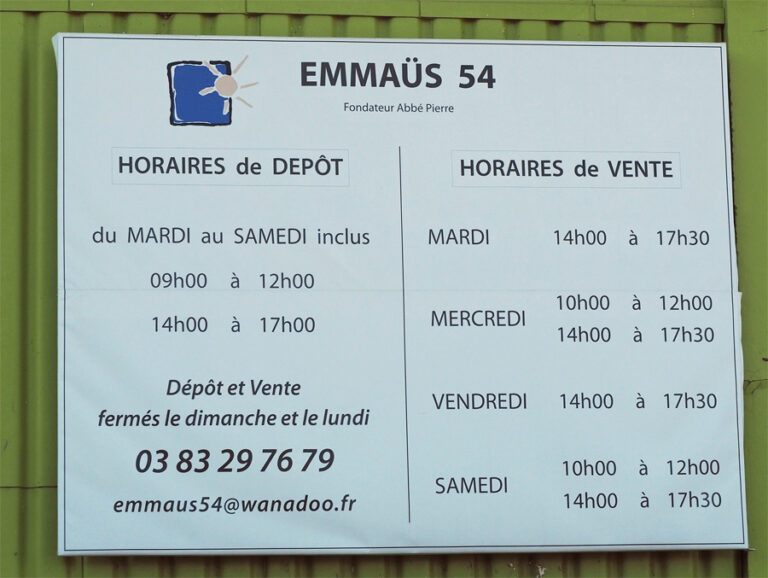 EMMAÜS 54
Fondateur Abbé Pierre
HORAIRES de DEPÔT
du MARDI au SAMEDI inclus
09h00 à 12h00
14h00 à 17h00
Dépôt et Vente
fermés le dimanche et le lundi
03 83 29 76 79
emmaus54@wanadoo.fr
HORAIRES de VENTE
MARDI 14h00 à 17h30
MERCREDI 10h00 à 12h00
14h00 à 17h30
VENDREDI 14h00 à 17h30
SAMEDI 10h00 à 12h00
14h00 à 17h30